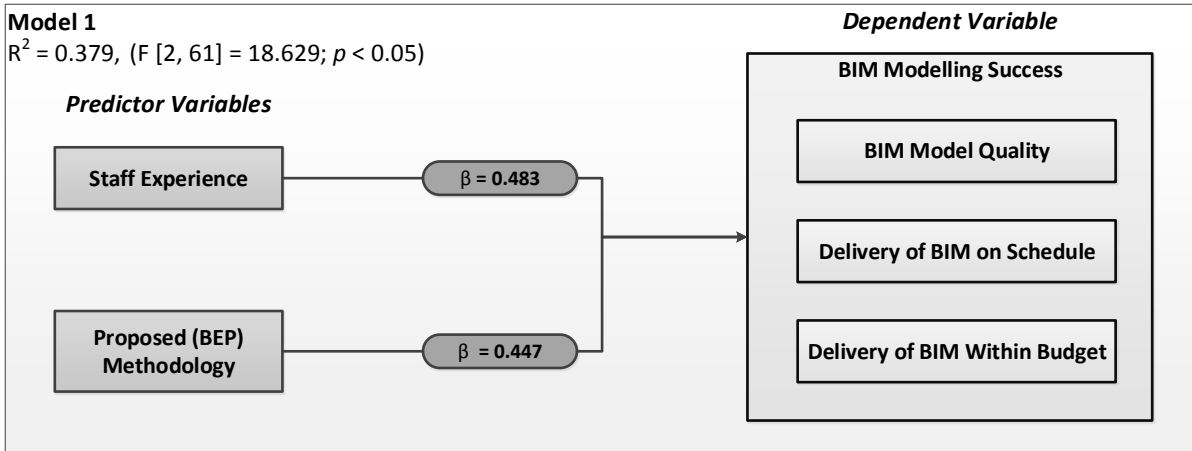 Model 1
R² = 0.379, (F [2, 61] = 18.629; p < 0.05)
Predictor Variables
Staff Experience
β = 0.483
Proposed (BEP)
Methodology
β = 0.447
Dependent Variable
BIM Modelling Success
BIM Model Quality
Delivery of BIM on Schedule
Delivery of BIM Within Budget